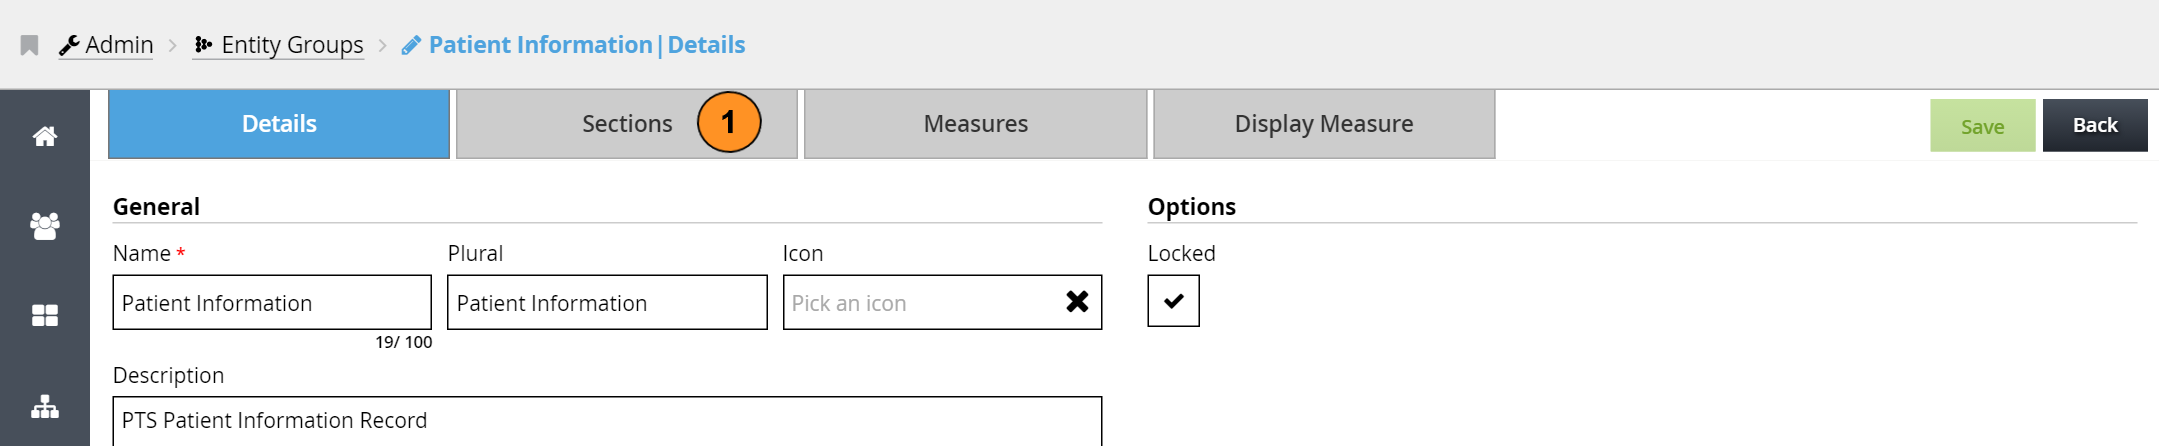 Admin > Entity Groups > Patient Information|Details
Details Sections 1 Measures Display Measure Save Back
General Options
Name * Plural Icon Locked
Patient Information Patient Information Pick an icon
19/ 100
Description
PTS Patient Information Record